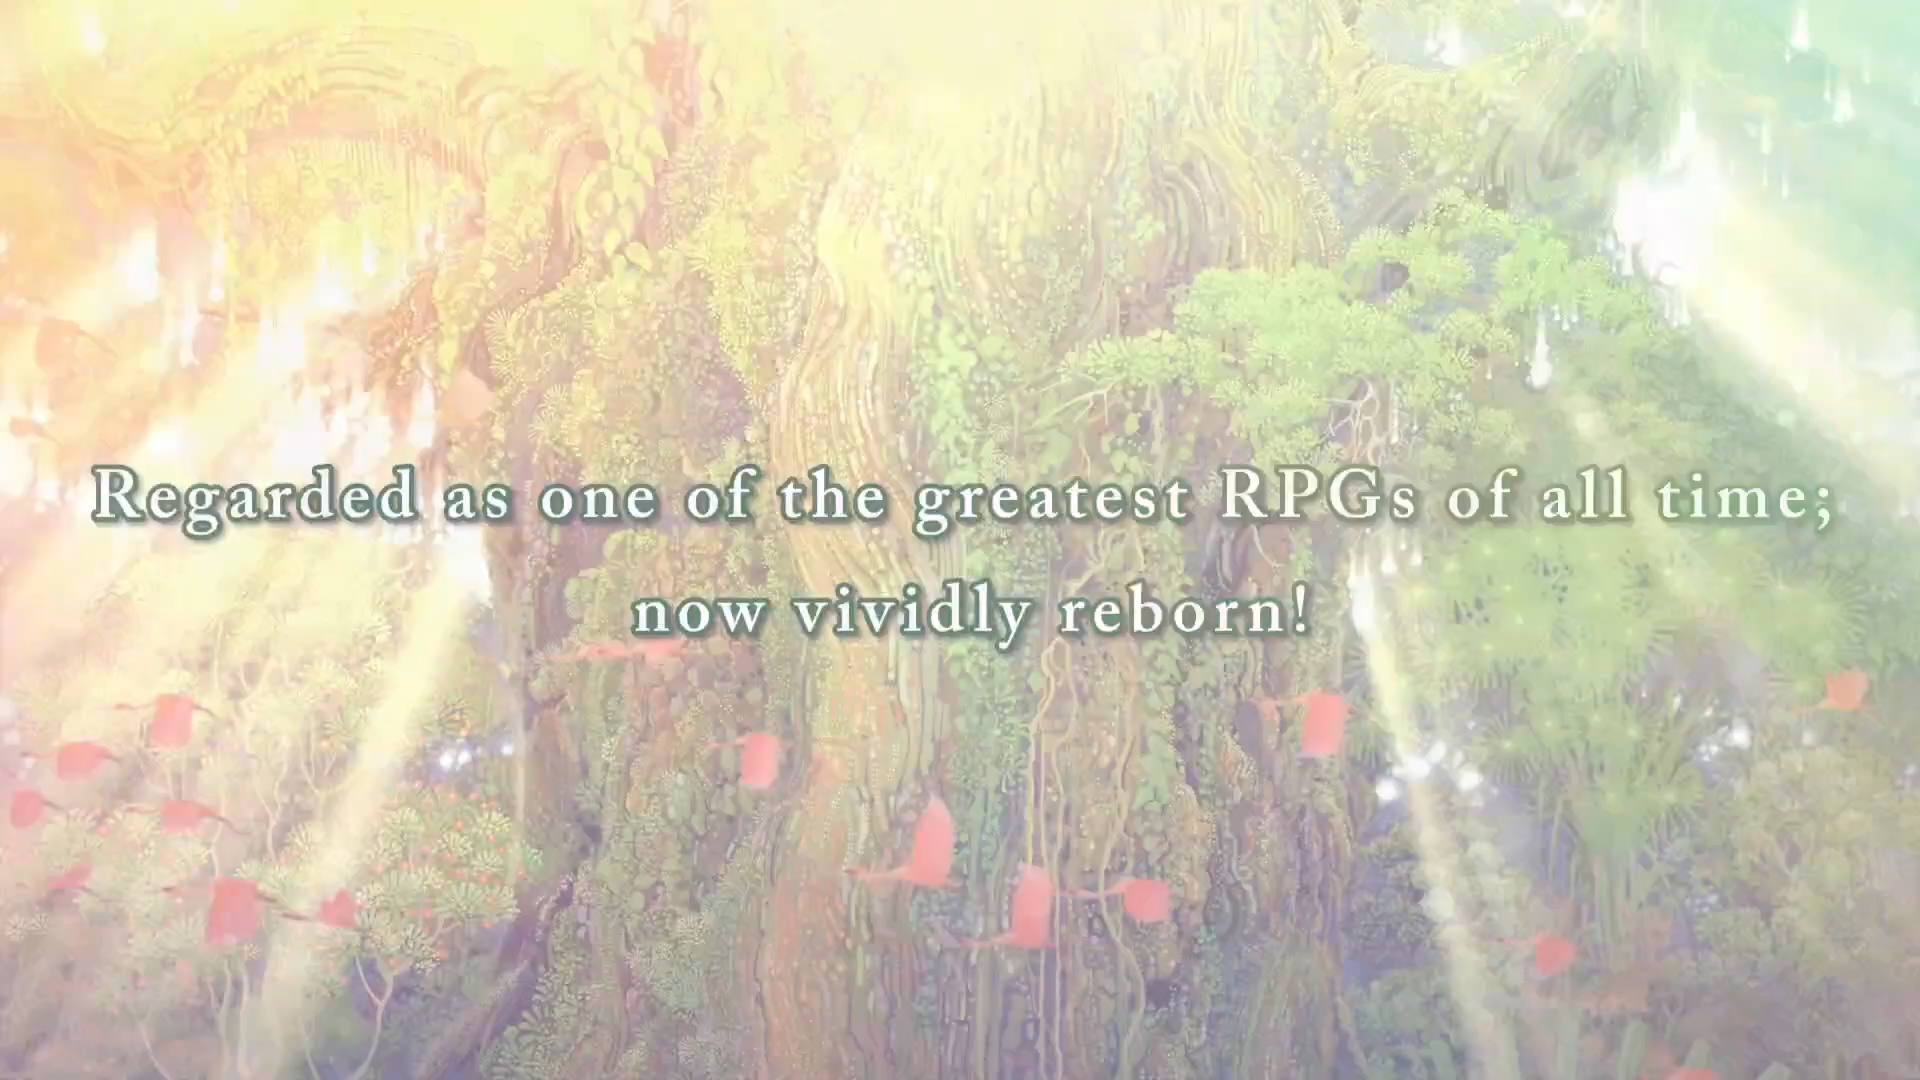 Regarded as one of the greatest RPGs of all time;
now vividly reborn!